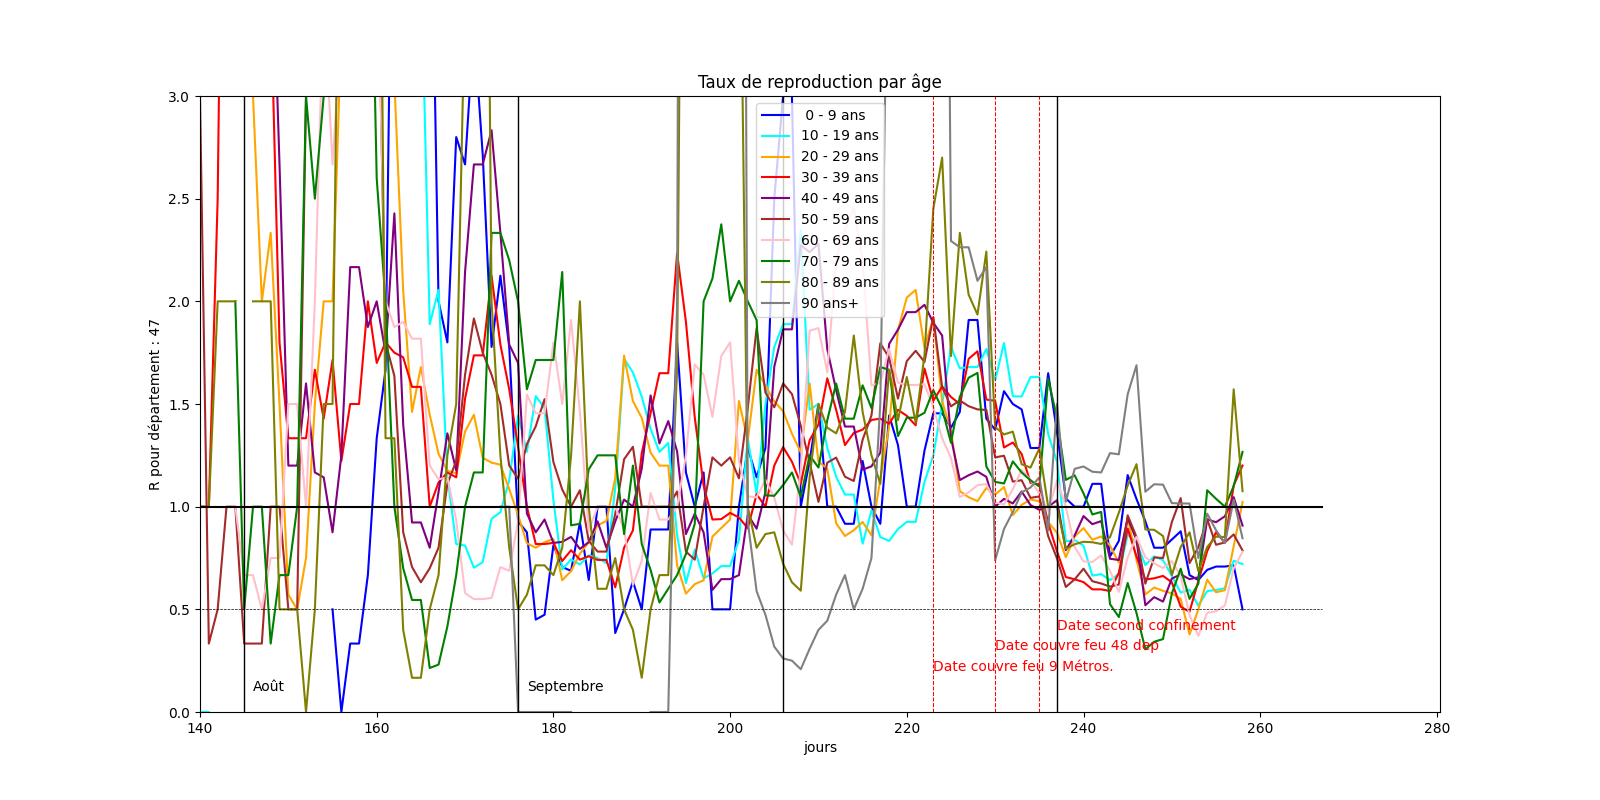 Taux de reproduction par âge
R pour département : 47
3.0
2.5
2.0
1.5
1.0
0.5
0.0
0 - 9 ans
10 - 19 ans
20 - 29 ans
30 - 39 ans
40 - 49 ans
50 - 59 ans
60 - 69 ans
70 - 79 ans
80 - 89 ans
90 ans+
Date second confinement
Date couvre feu 48 dep
Date couvre feu 9 Métros.
Août
Septembre
140 160 180 200 220 240 260 280
jours